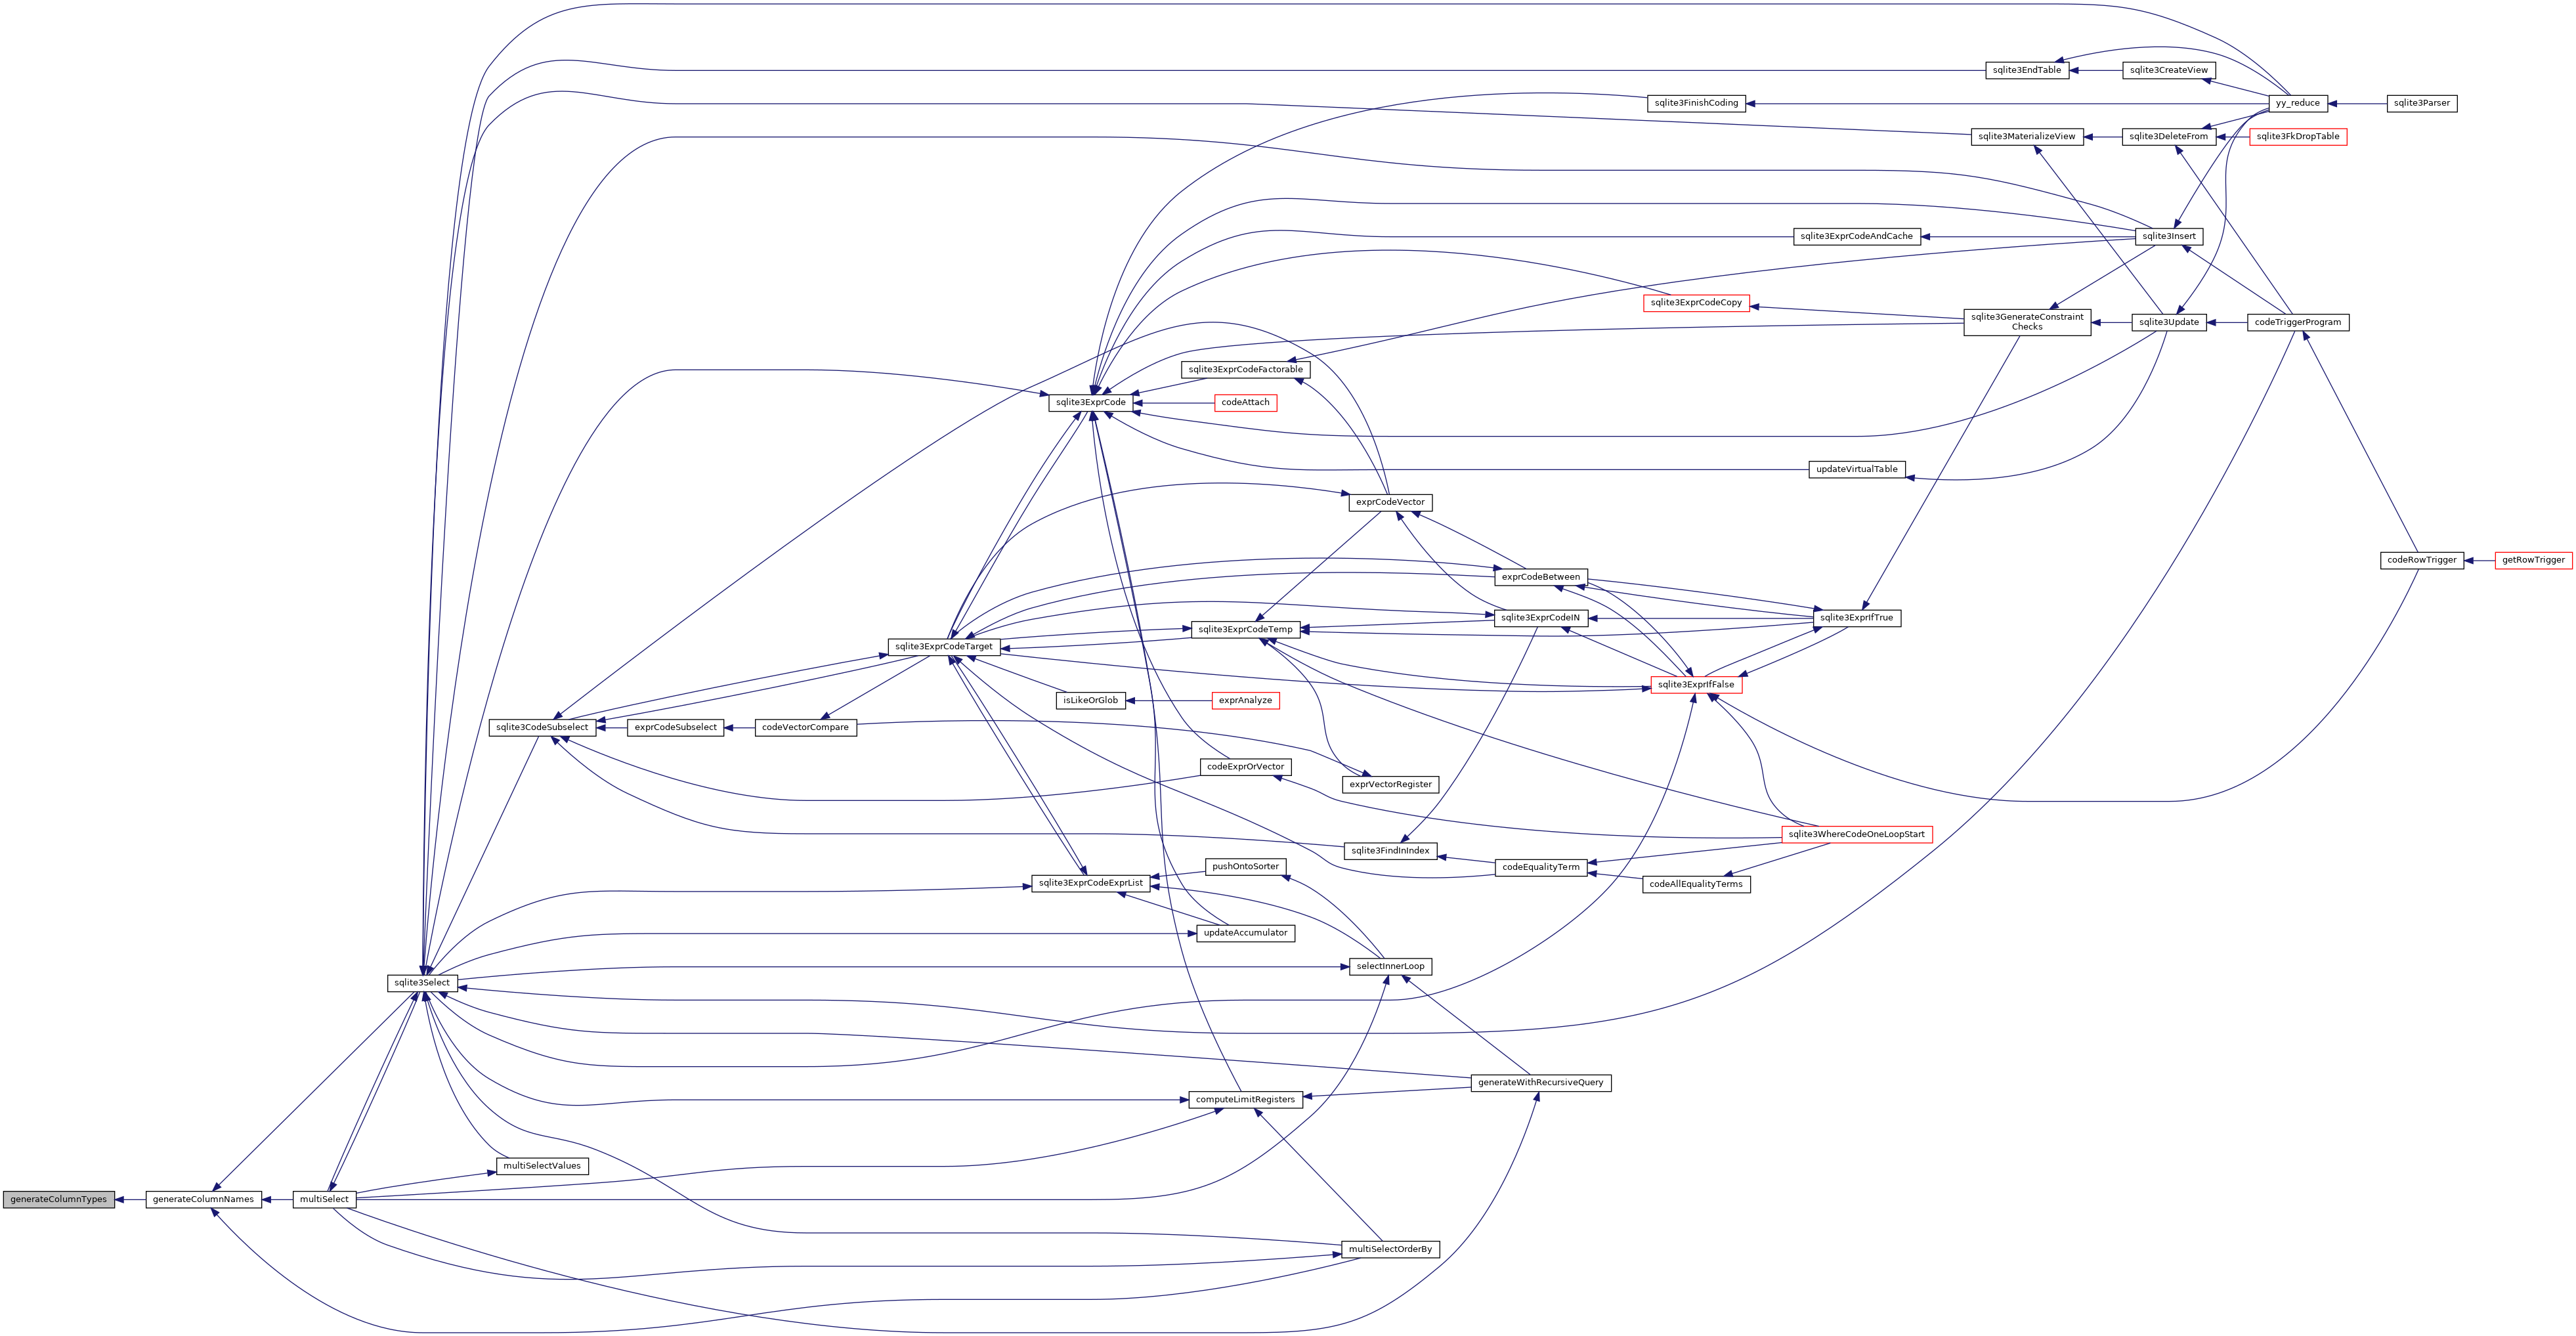 sqlite3EndTable
sqlite3CreateView
sqlite3FinishCoding
yy_reduce
sqlite3Parser
sqlite3MaterializeView
sqlite3DeleteFrom
sqlite3FkDropTable
sqlite3ExprCodeAndCache
sqlite3Insert
sqlite3ExprCodeCopy
sqlite3GenerateConstraint
Checks
sqlite3Update
codeTriggerProgram
sqlite3ExprCodeFactorable
sqlite3ExprCode
codeAttach
updateVirtualTable
exprCodeVector
codeRowTrigger
getRowTrigger
exprCodeBetween
sqlite3ExprCodeIN
sqlite3ExprIfTrue
sqlite3ExprCodeTemp
sqlite3ExprCodeTarget
sqlite3ExprIfFalse
isLikeOrGlob
exprAnalyze
sqlite3CodeSubselect
exprCodeSubselect
codeVectorCompare
codeExprOrVector
exprVectorRegister
sqlite3WhereCodeOneLoopStart
sqlite3FindInIndex
pushOntoSorter
codeEqualityTerm
sqlite3ExprCodeExprList
codeAllEqualityTerms
updateAccumulator
selectInnerLoop
sqlite3Select
generateWithRecursiveQuery
computeLimitRegisters
multiSelectValues
generateColumnTypes
generateColumnNames
multiSelect
multiSelectOrderBy